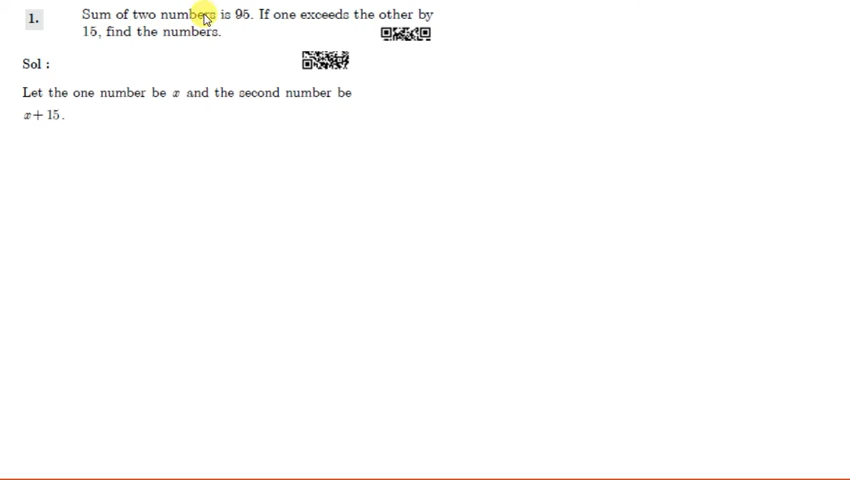 1. Sum of two numbers is 95. If one exceeds the other by
15, find the numbers.
Sol :
Let the one number be x and the second number be
x + 15.